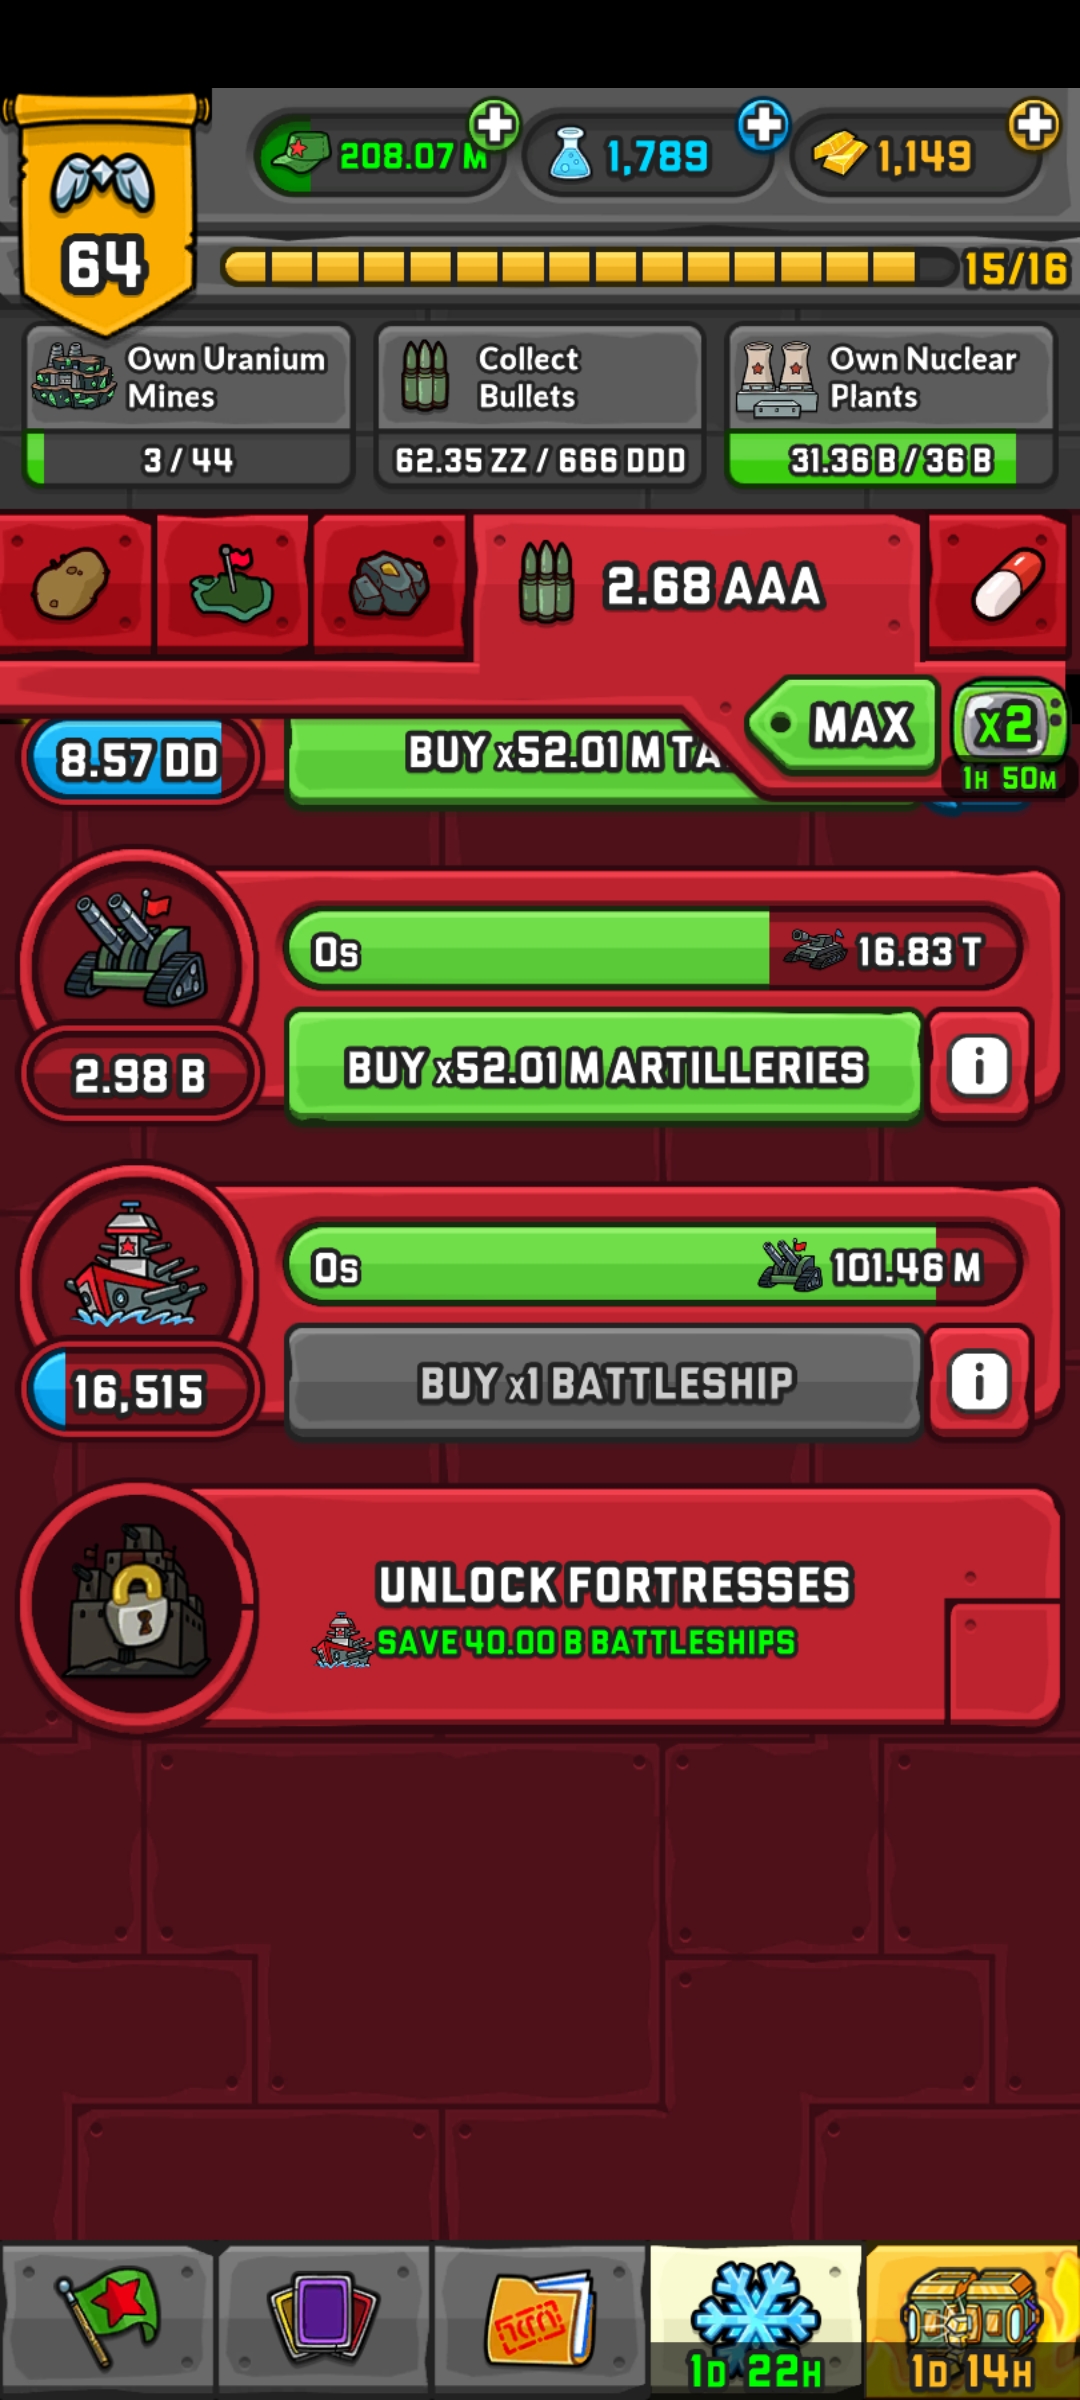 208.07 M
1,789
1,149
64
15/16
Own Uranium
Mines
3 / 44
Collect
Bullets
62.35 ZZ / 666 DDD
Own Nuclear
Plants
31.36 B / 36 B
2.68 AAA
MAX
X2
1H 50M
8.57 DD
BUY x52.01 M TA
0s
16.83 T
2.98 B
BUY x52.01 M ARTILLERIES
i
0s
101.46 M
16,515
BUY x1 BATTLESHIP
i
UNLOCK FORTRESSES
SAVE 40.00 B BATTLESHIPS
1D 22H
1D 14H